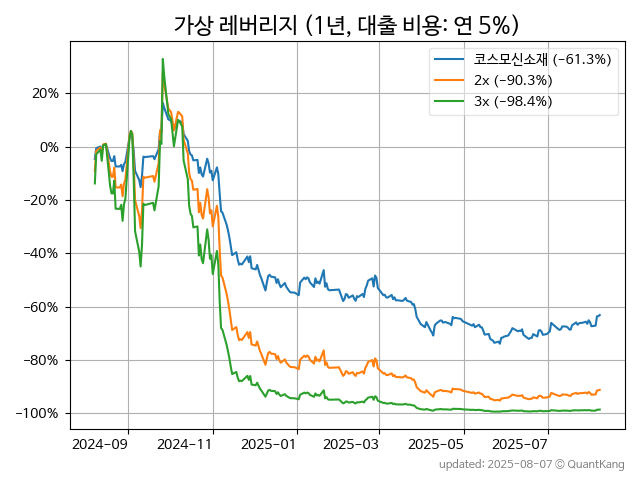 가상 레버리지 (1년, 대출 비용: 연 5%)
코스모신소재 (−61.3%)
2x (−90.3%)
3x (−98.4%)
20%
0%
−20%
−40%
−60%
−80%
−100%
2024-09 2024-11 2025-01 2025-03 2025-05 2025-07
updated: 2025-08-07 © QuantKang